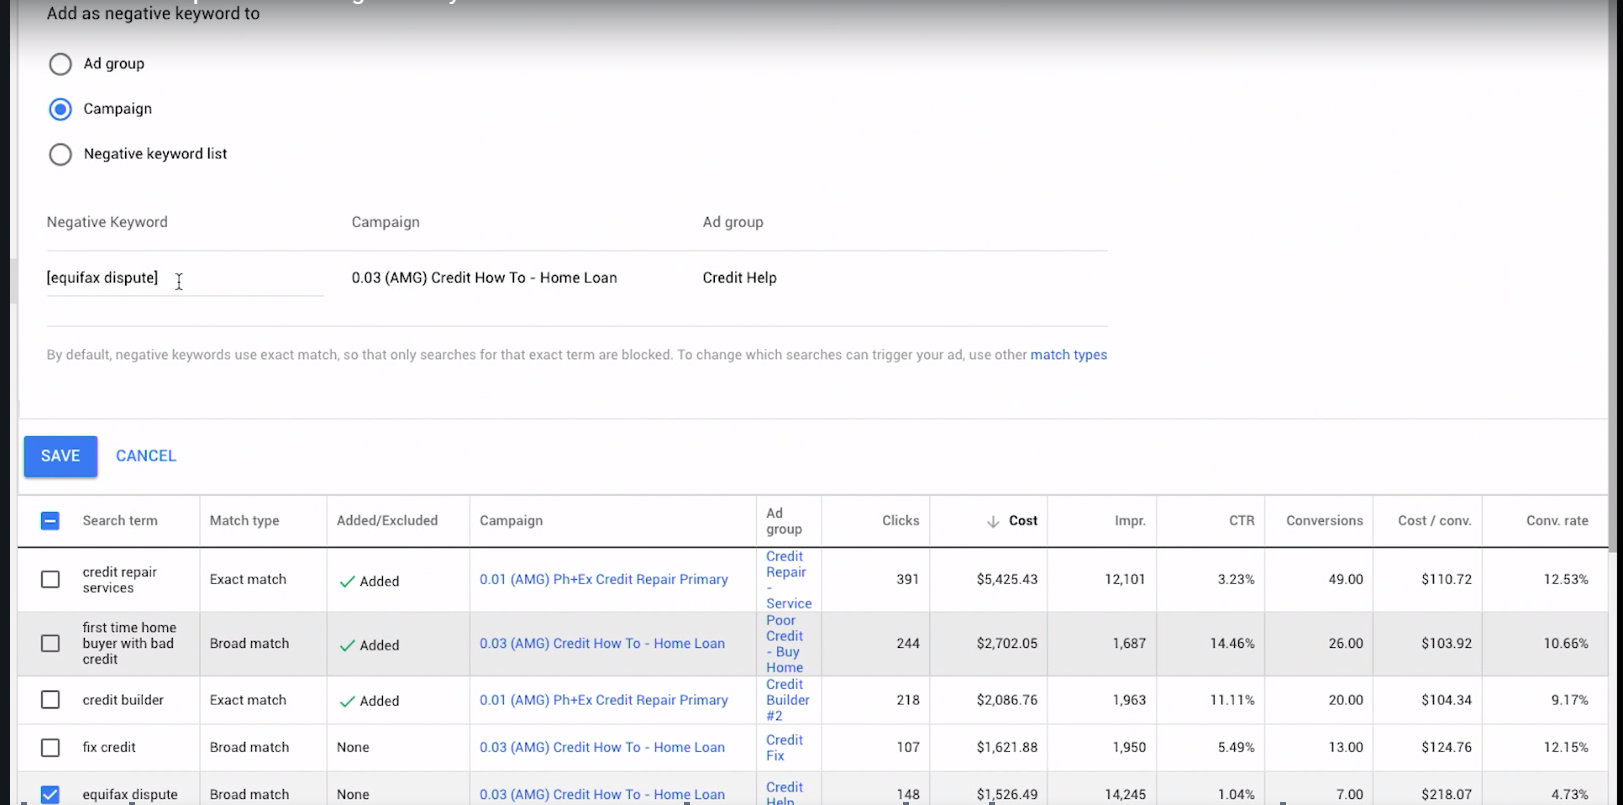 Add as negative keyword to
Ad group
Campaign
Negative keyword list
Negative Keyword Campaign Ad group
[equifax dispute] 0.03 (AMG) Credit How To - Home Loan Credit Help
By default, negative keywords use exact match, so that only searches for that exact term are blocked. To change which searches can trigger your ad, use other match types
SAVE CANCEL
Search term Match type Added/Excluded Campaign Ad group Clicks Cost Impr. CTR Conversions Cost / conv. Conv. rate
credit repair services Exact match Added 0.01 (AMG) Ph+Ex Credit Repair Primary Credit Repair - Service 391 $5,425.43 12,101 3.23% 49.00 $110.72 12.53%
first time home buyer with bad credit Broad match Added 0.03 (AMG) Credit How To - Home Loan Poor Credit - Buy Home 244 $2,702.05 1,687 14.46% 26.00 $103.92 10.66%
credit builder Exact match Added 0.01 (AMG) Ph+Ex Credit Repair Primary Credit Builder #2 218 $2,086.76 1,963 11.11% 20.00 $104.34 9.17%
fix credit Broad match None 0.03 (AMG) Credit How To - Home Loan Credit Fix 107 $1,621.88 1,950 5.49% 13.00 $124.76 12.15%
equifax dispute Broad match None 0.03 (AMG) Credit How To - Home Loan Credit Help 148 $1,526.49 14,245 1.04% 7.00 $218.07 4.73%